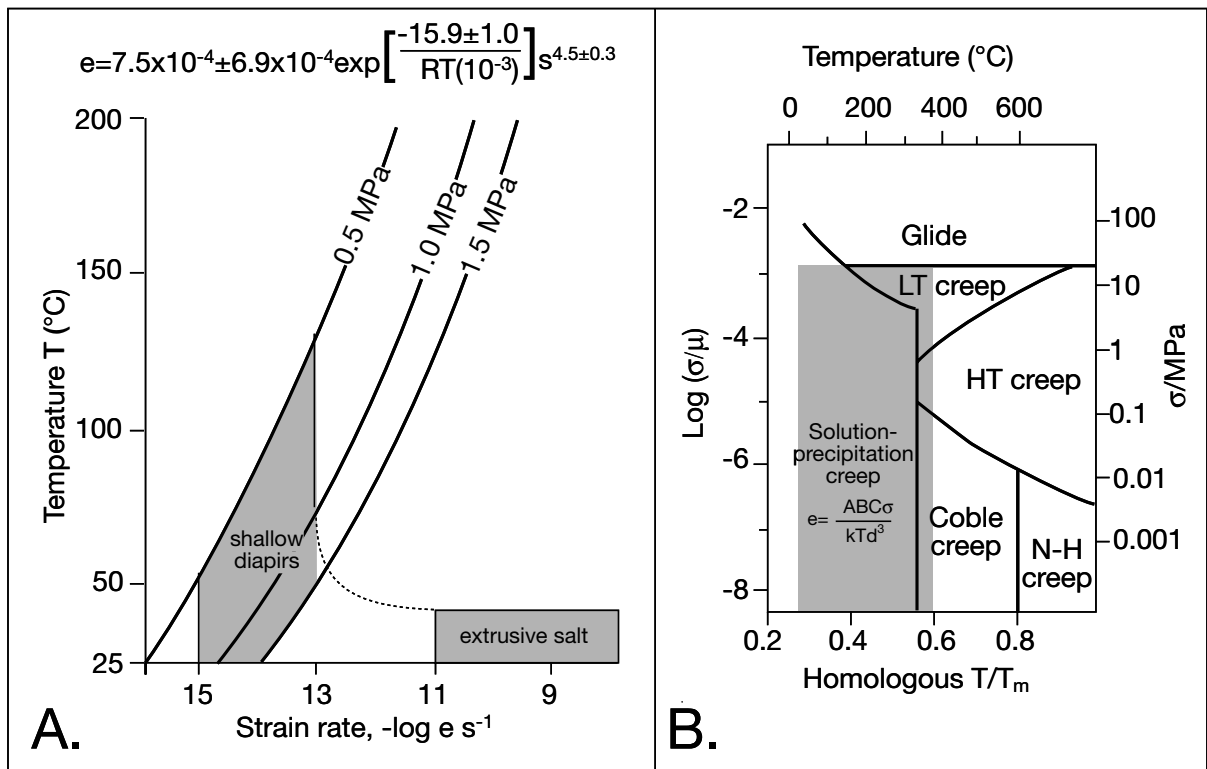 e=7.5x10-4±6.9x10-4exp[-15.9±1.0/RT(10-3)]s4.5±0.3
200
150
100
50
25
Temperature T (°C)
0.5 MPa
1.0 MPa
1.5 MPa
shallow
diapirs
extrusive salt
15
13
11
9
Strain rate, -log e s-1
A.
Temperature (°C)
0
200
400
600
-2
-4
-6
-8
Log (σ/μ)
Glide
LT creep
HT creep
Solution-
precipitation
creep
e= ABCσ/kTd3
Coble
creep
N-H
creep
100
10
1
0.1
0.01
0.001
σ/MPa
0.2
0.4
0.6
0.8
Homologous T/Tm
B.